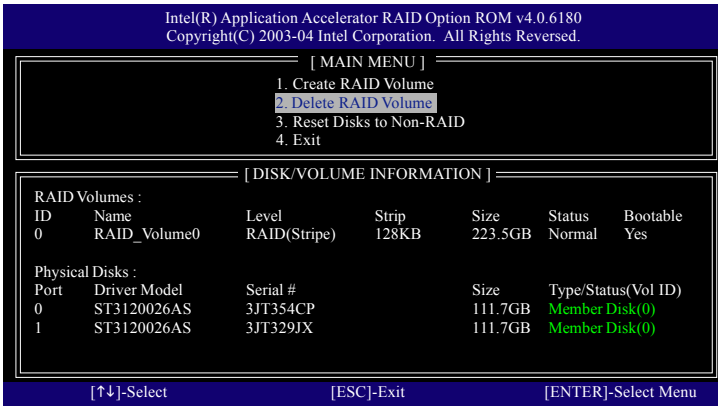 Intel(R) Application Accelerator RAID Option ROM v4.0.6180
Copyright(C) 2003-04 Intel Corporation.  All Rights Reversed.
[ MAIN MENU ]
1. Create RAID Volume
2. Delete RAID Volume
3. Reset Disks to Non-RAID
4. Exit
[ DISK/VOLUME INFORMATION ]
RAID Volumes :
ID Name Level Strip Size Status Bootable
0 RAID_Volume0 RAID(Stripe) 128KB 223.5GB Normal Yes
Physical Disks :
Port Driver Model Serial # Size Type/Status(Vol ID)
0 ST3120026AS 3JT354CP 111.7GB Member Disk(0)
1 ST3120026AS 3JT329JX 111.7GB Member Disk(0)
[↑↓]-Select [ESC]-Exit [ENTER]-Select Menu